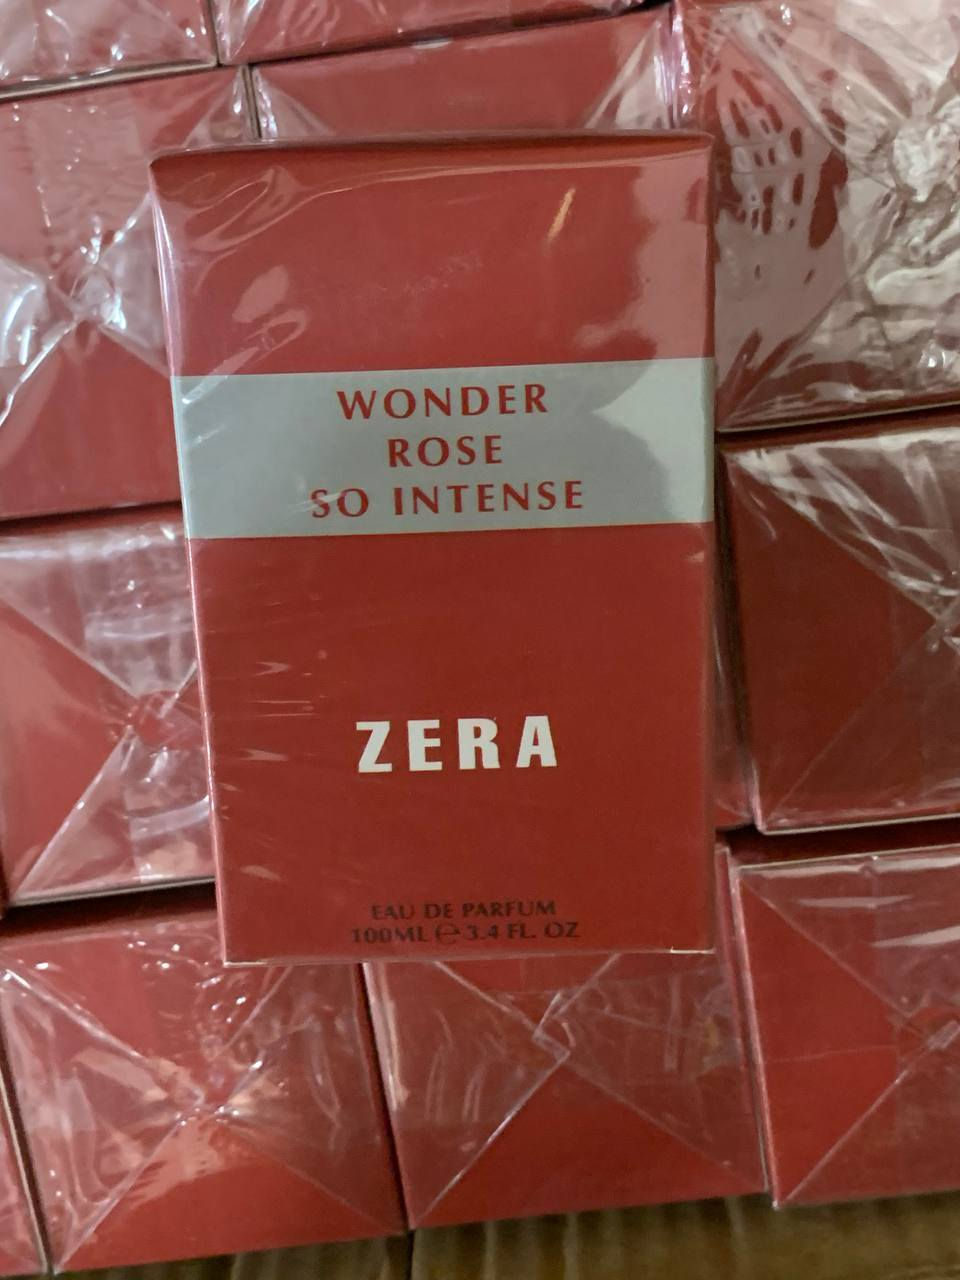 WONDER
ROSE
SO INTENSE
ZERA
EAU DE PARFUM
100ML ℮ 3.4 FL. OZ